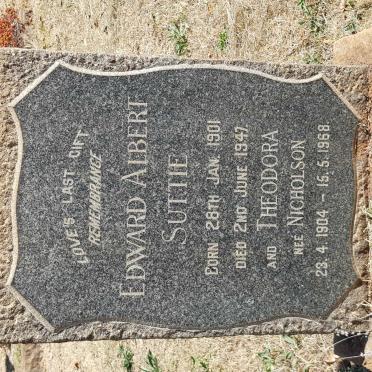 LOVE'S LAST GIFT
REMEMBRANCE
EDWARD ALBERT
SUTTIE
BORN 28TH JAN. 1901
DIED 2ND JUNE 1947
AND THEODORA
NEE NICHOLSON
23. 4. 1904 – 15. 5. 1968